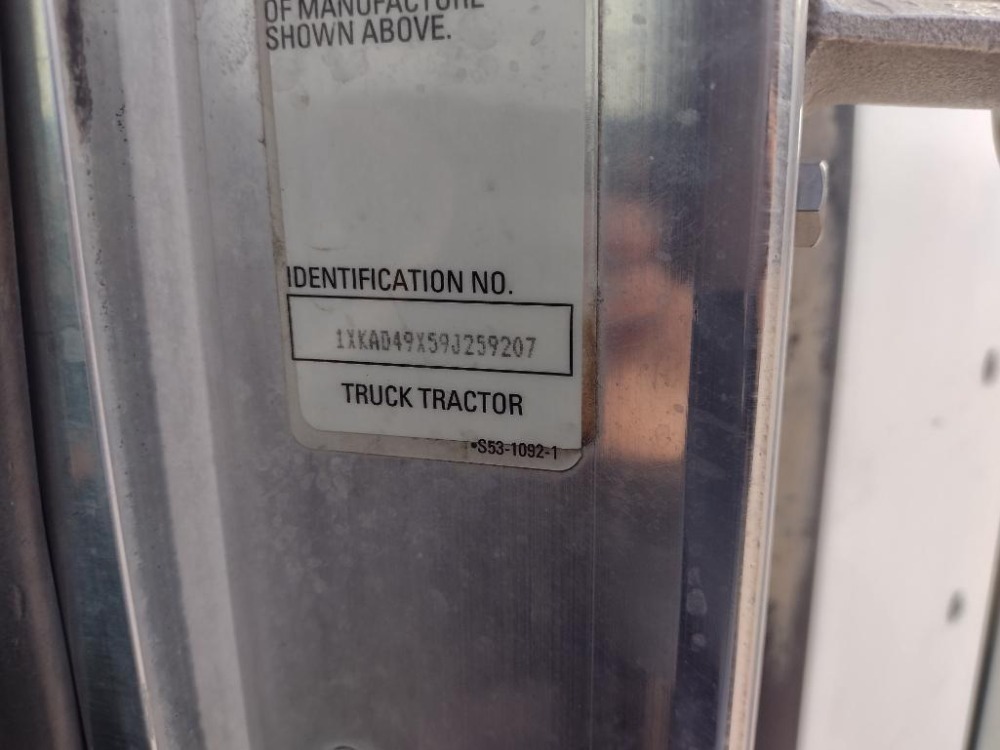 OF MANUFACTURE
SHOWN ABOVE.
IDENTIFICATION NO.
1XKAD49X59J259207
TRUCK TRACTOR
•S53-1092-1